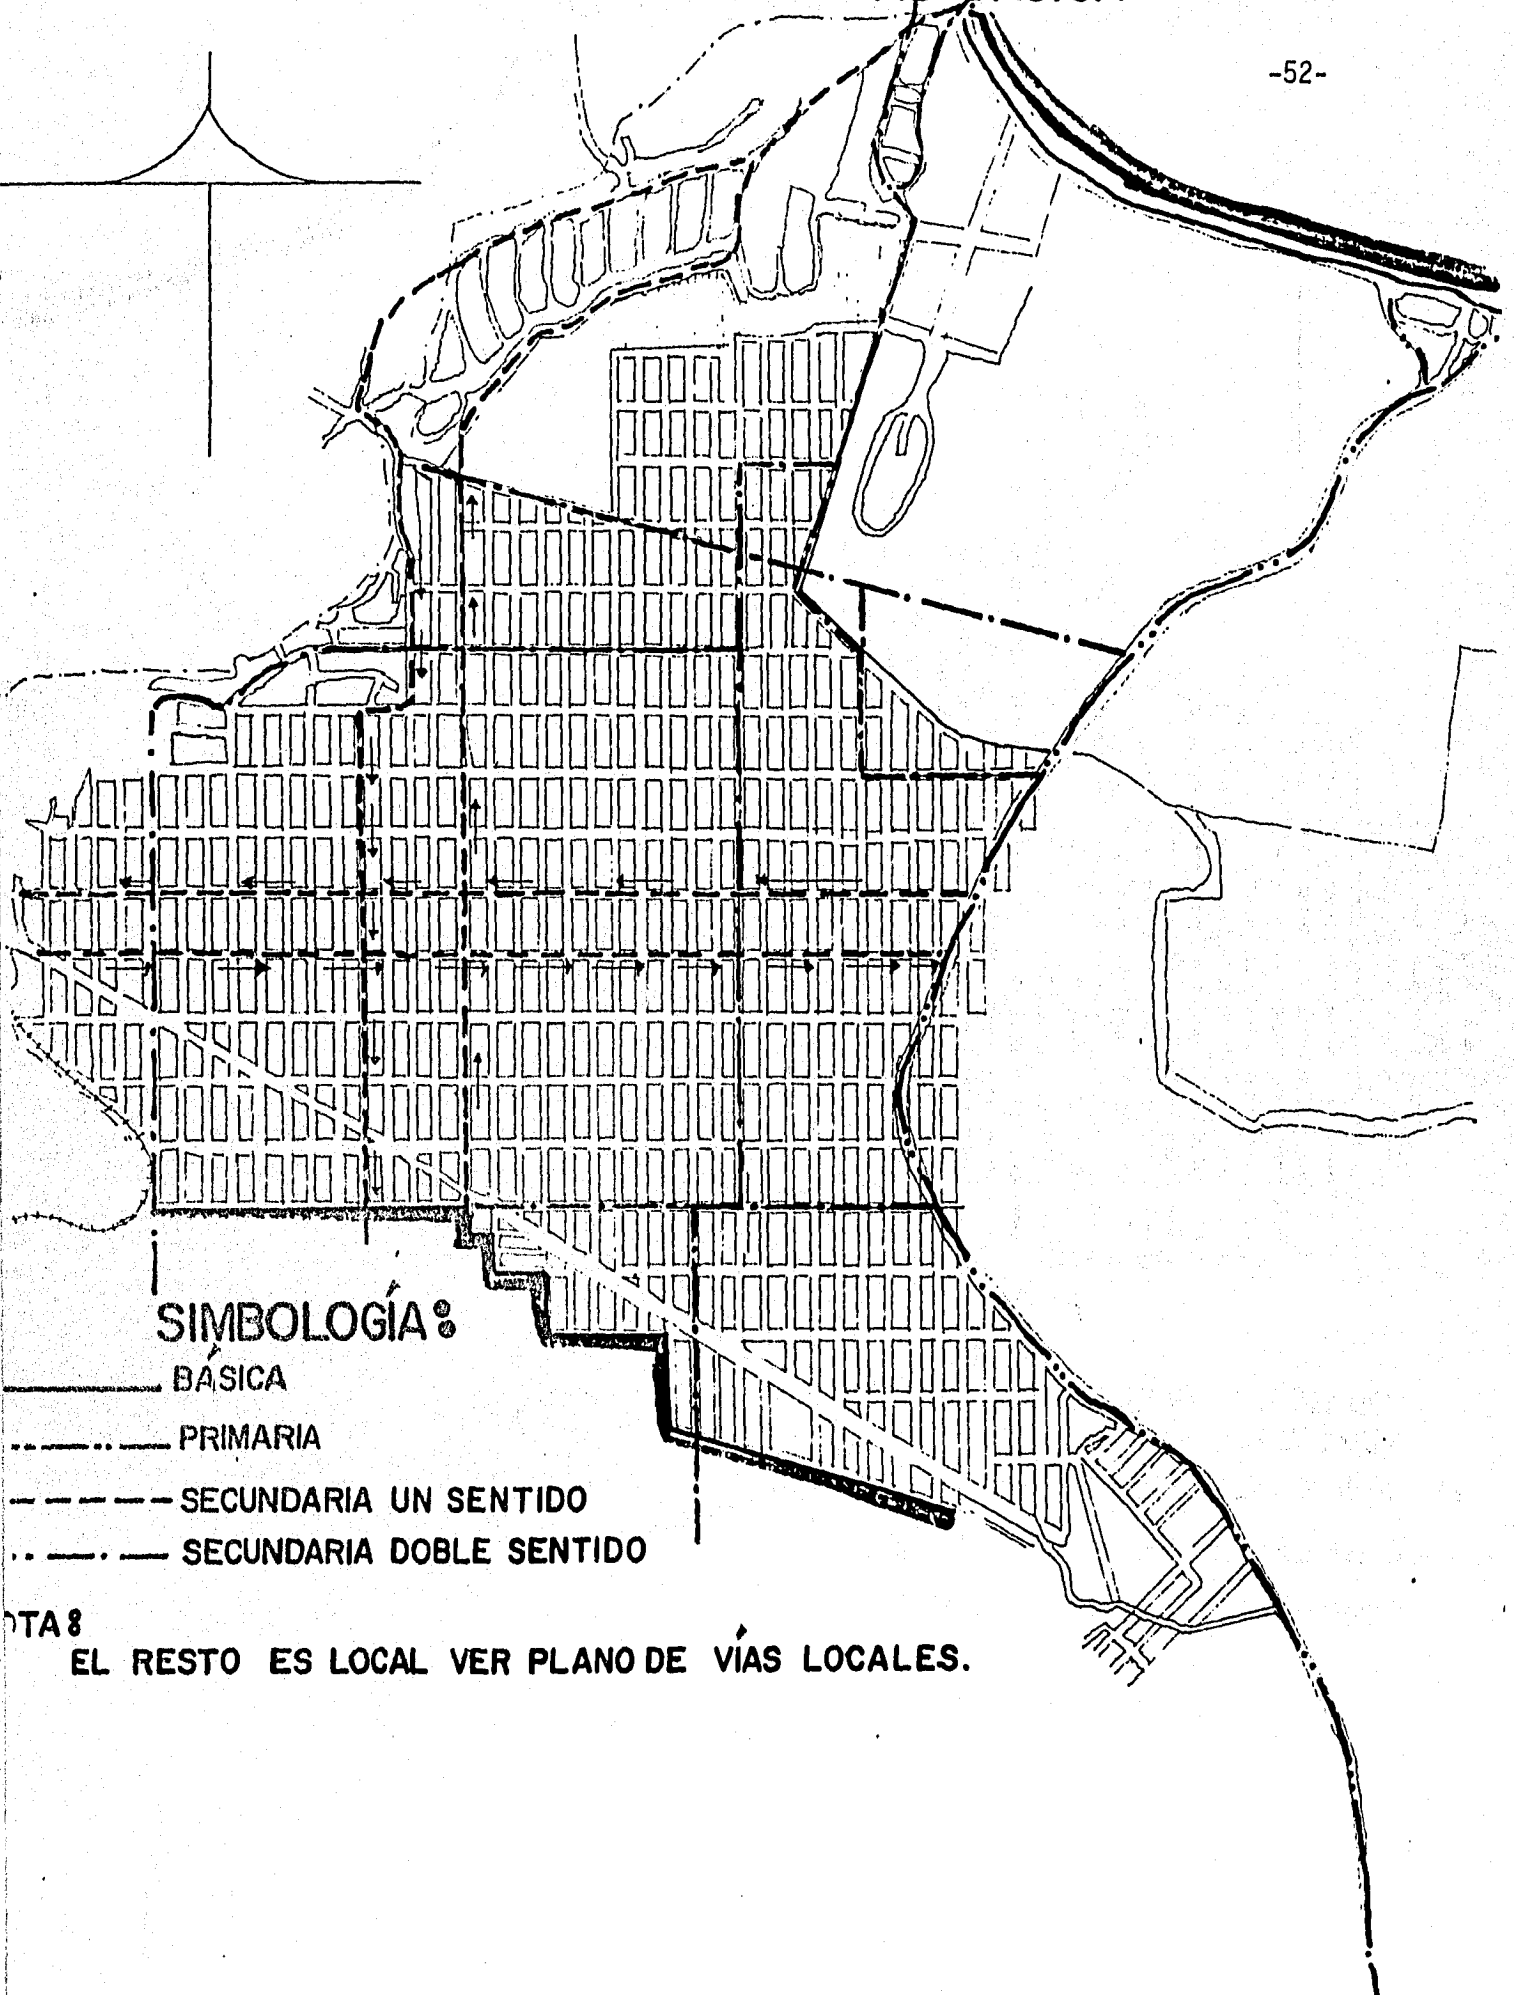 -52-
SIMBOLOGÍA:
BÁSICA
PRIMARIA
SECUNDARIA UN SENTIDO
SECUNDARIA DOBLE SENTIDO
OTA:
EL RESTO ES LOCAL VER PLANO DE VÍAS LOCALES.